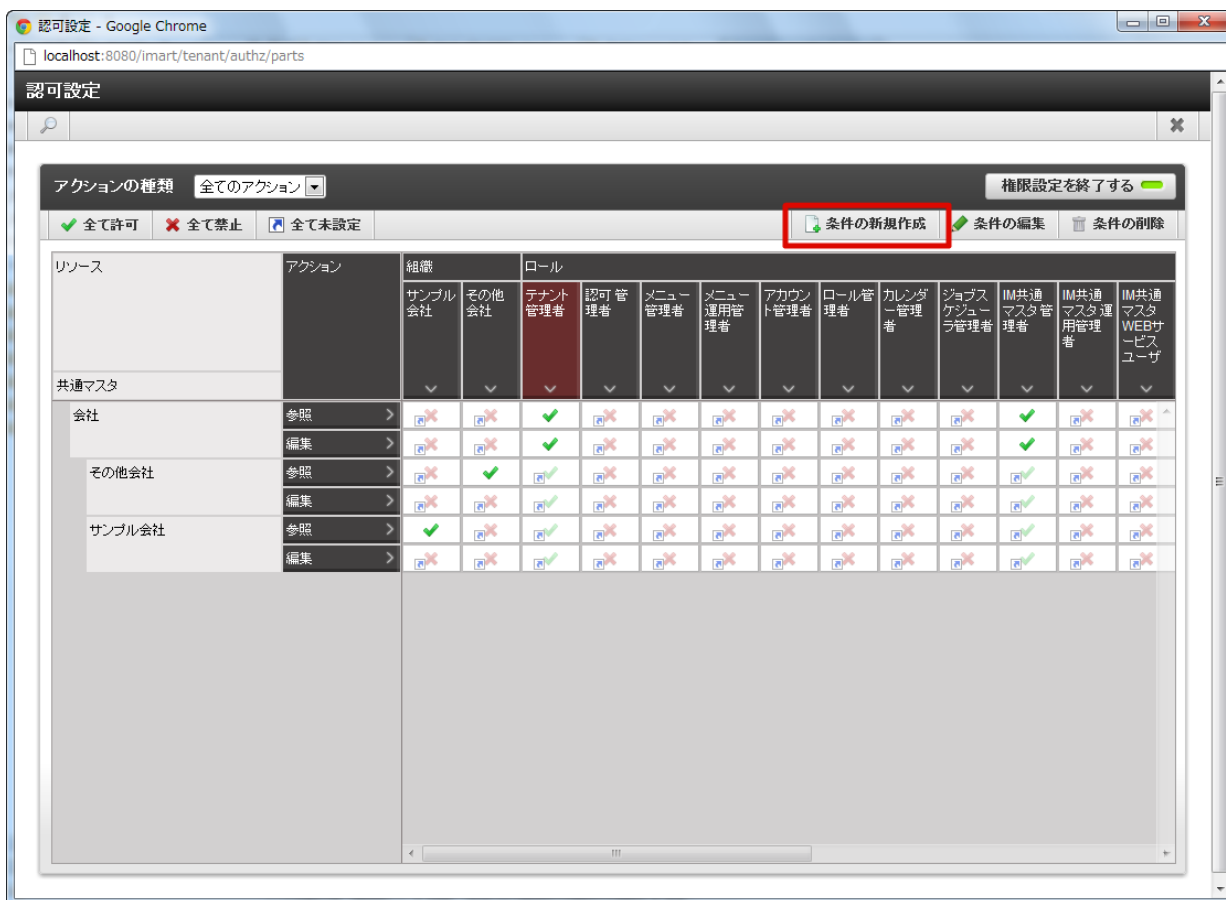 認可設定 - Google Chrome
localhost:8080/imart/tenant/authz/parts
認可設定
アクションの種類 全てのアクション 権限設定を終了する
全て許可 全て禁止 全て未設定 条件の新規作成 条件の編集 条件の削除
リソース アクション 組織 ロール
サンプル会社 その他会社 テナント管理者 認可管理者 メニュー管理者 メニュー運用管理者 アカウント管理者 ロール管理者 カレンダー管理者 ジョブスケジューラ管理者 IM共通マスタ管理者 IM共通マスタ運用管理者 IM共通マスタWEBサービスユーザ
共通マスタ
会社 参照
編集
その他会社 参照
編集
サンプル会社 参照
編集